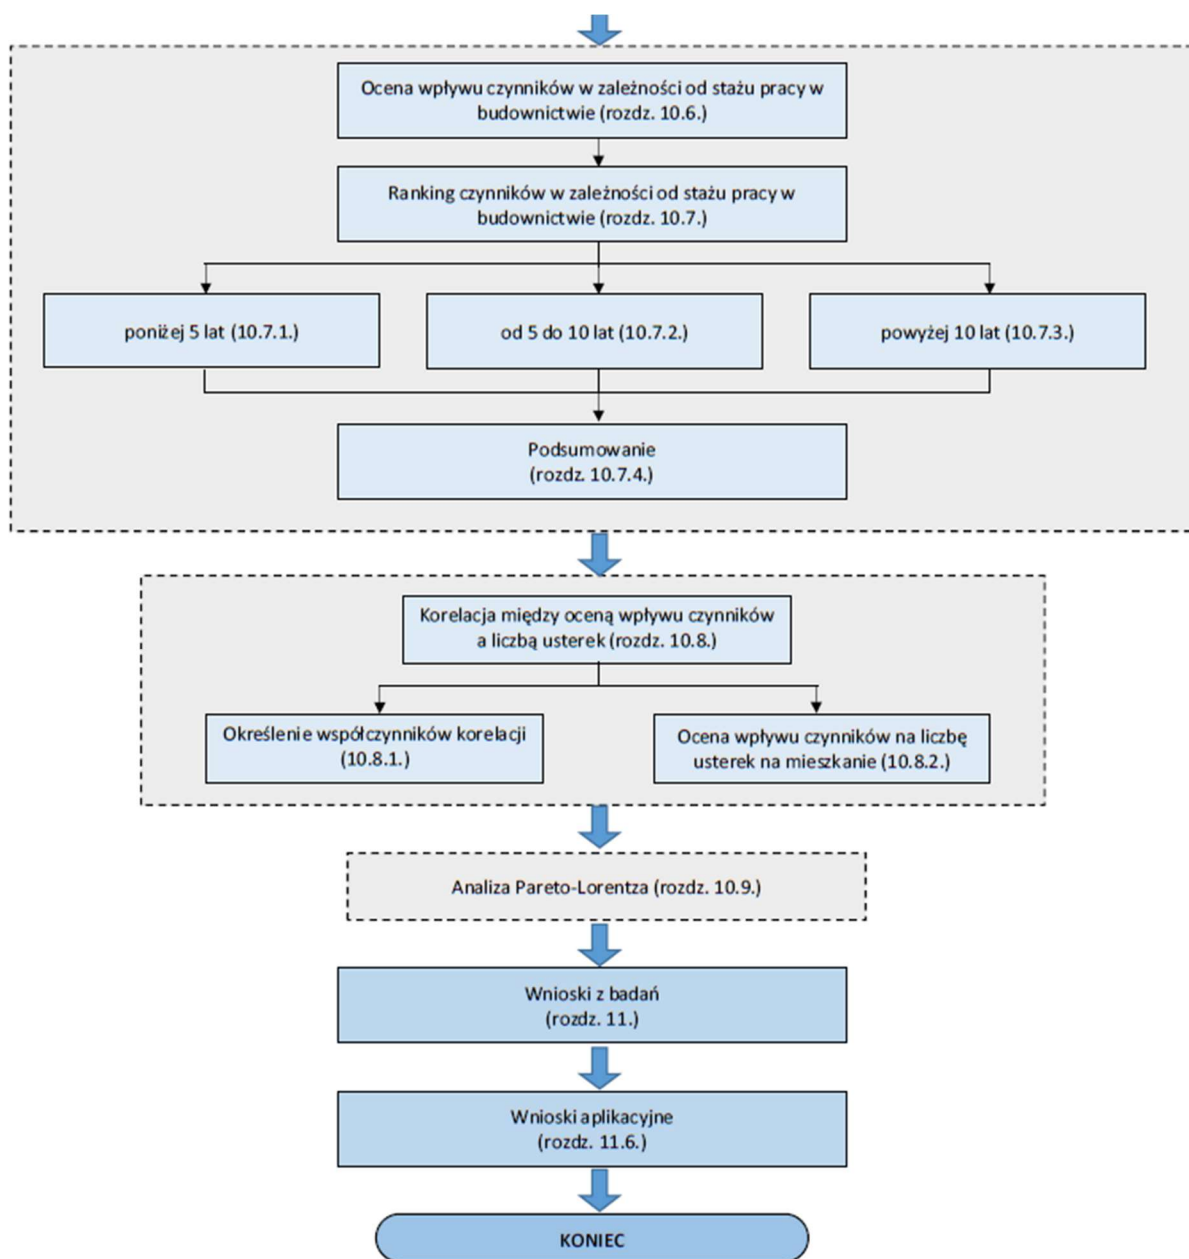 Ocena wpływu czynników w zależności od stażu pracy w
budownictwie (rozdz. 10.6.)
Ranking czynników w zależności od stażu pracy w
budownictwie (rozdz. 10.7.)
poniżej 5 lat (10.7.1.)
od 5 do 10 lat (10.7.2.)
powyżej 10 lat (10.7.3.)
Podsumowanie
(rozdz. 10.7.4.)
Korelacja między oceną wpływu czynników
a liczbą usterek (rozdz. 10.8.)
Określenie współczynników korelacji
(10.8.1.)
Ocena wpływu czynników na liczbę
usterek na mieszkanie (10.8.2.)
Analiza Pareto-Lorentza (rozdz. 10.9.)
Wnioski z badań
(rozdz. 11.)
Wnioski aplikacyjne
(rozdz. 11.6.)
KONIEC